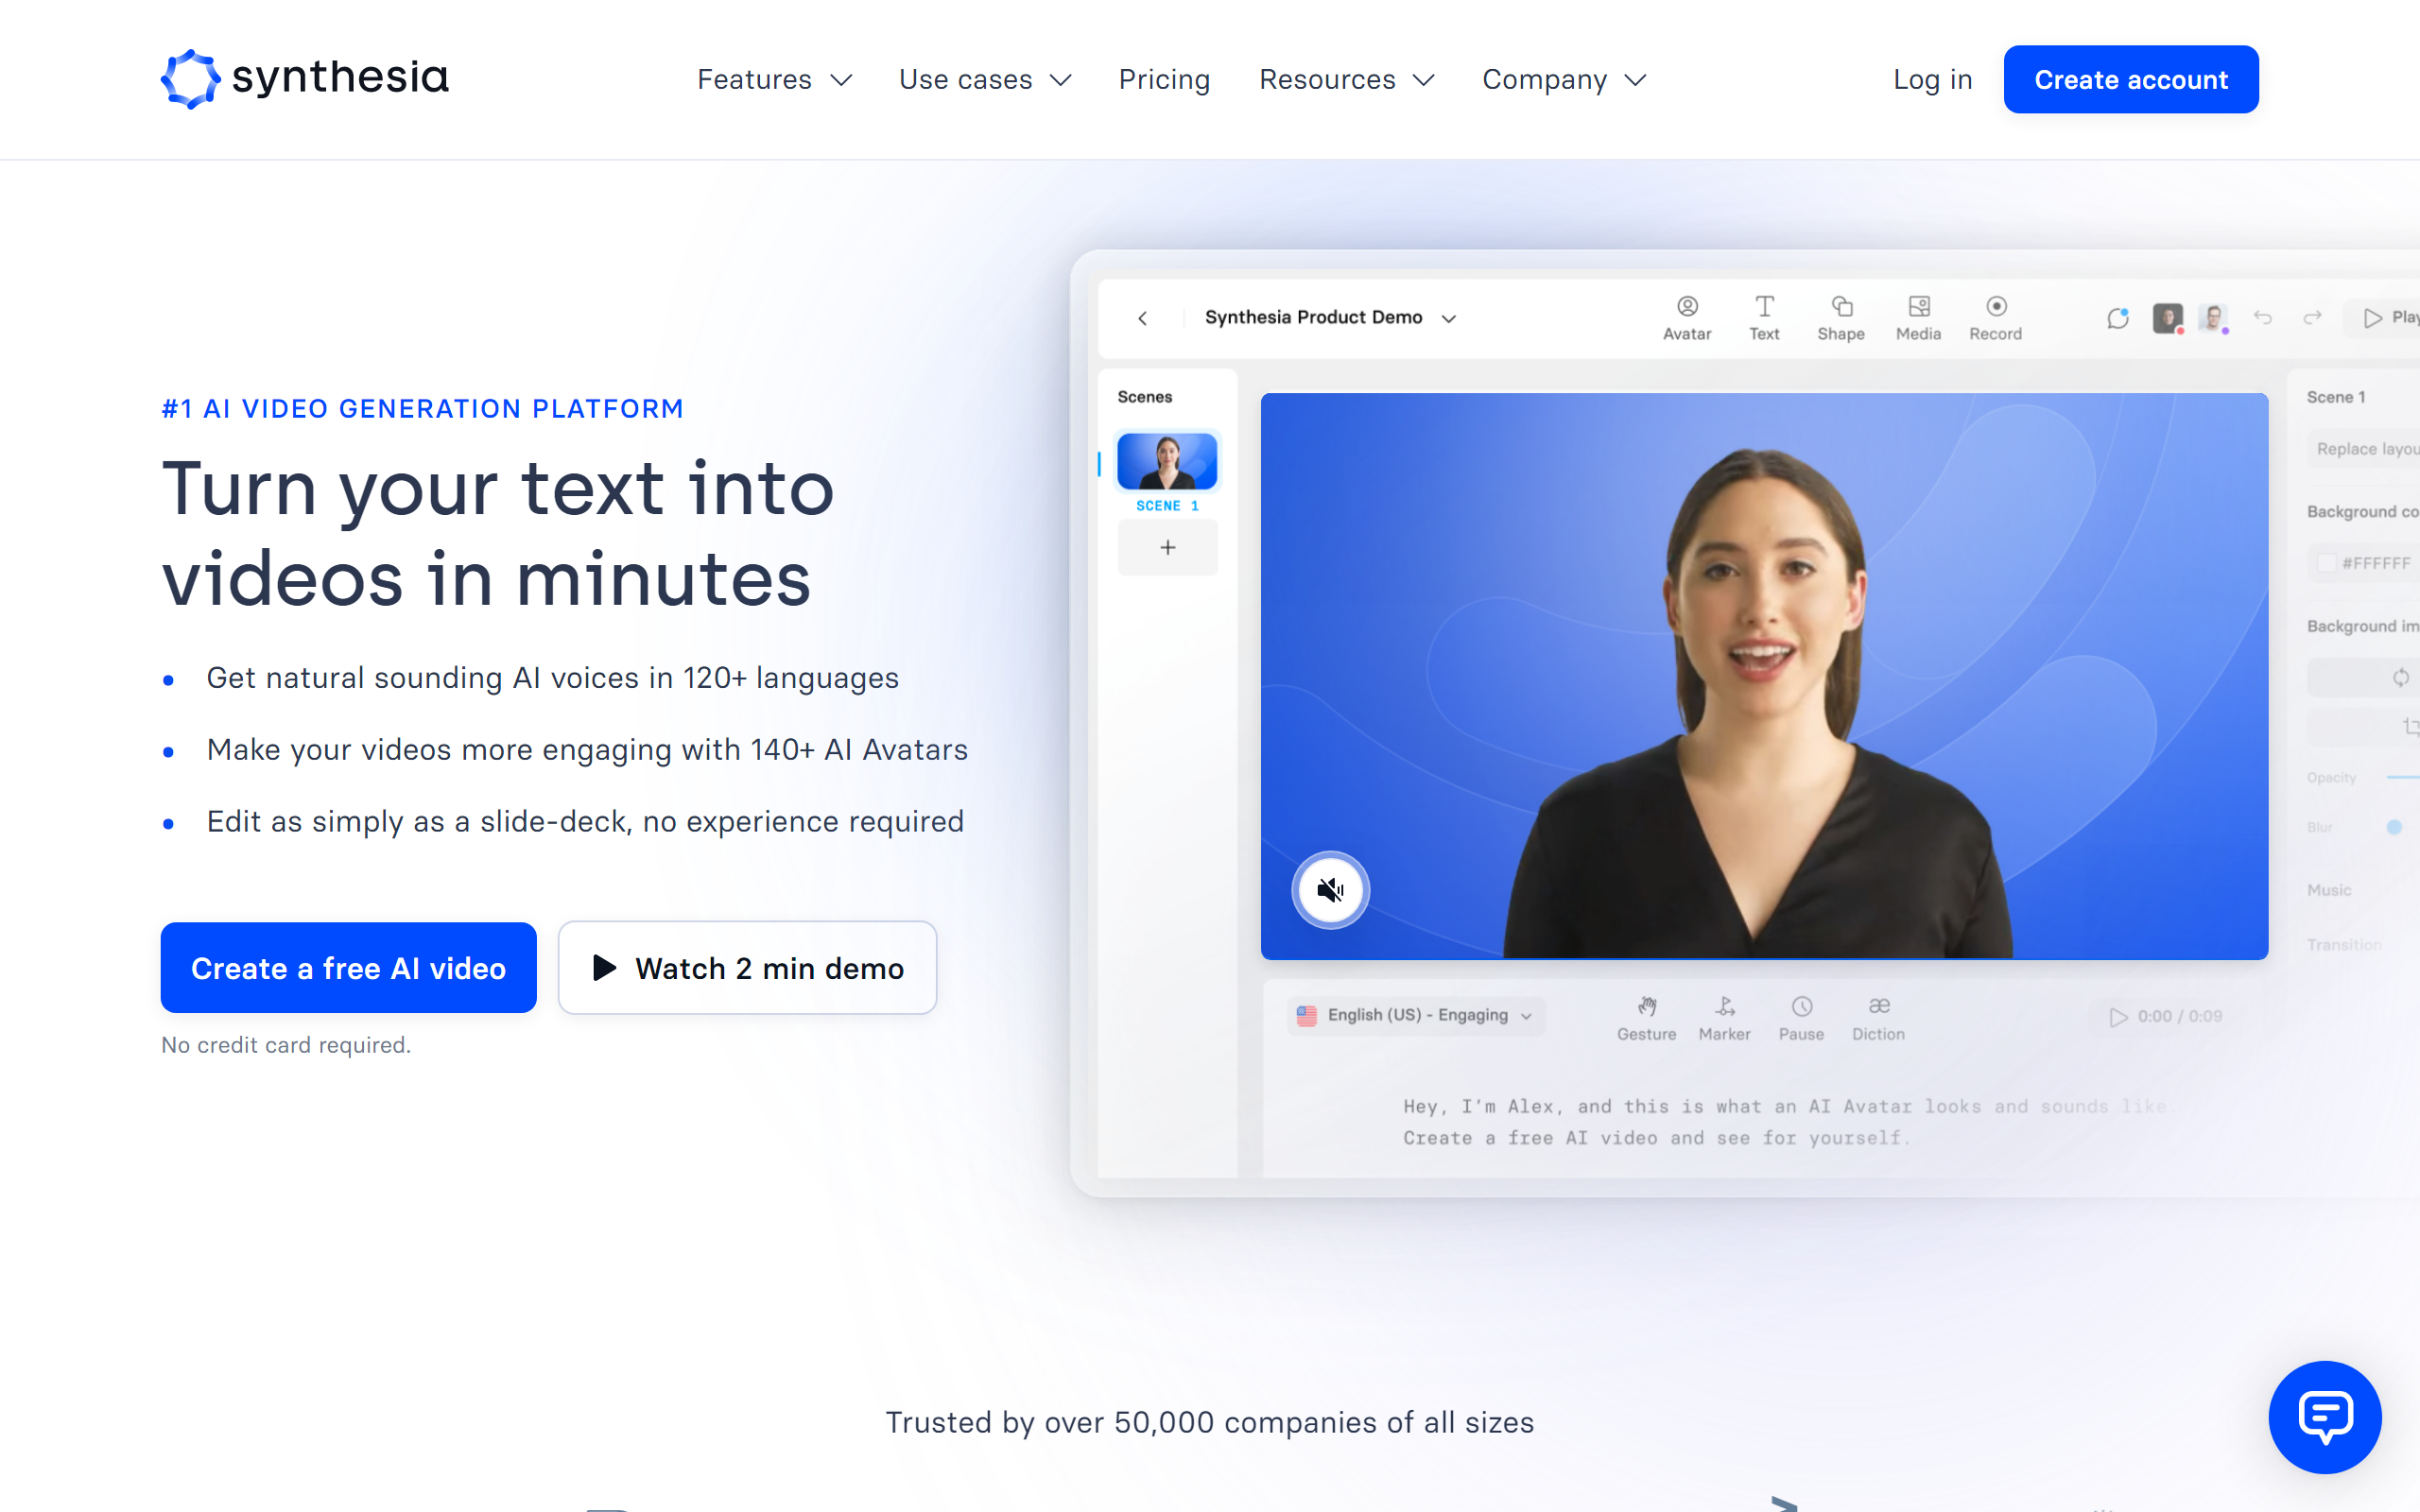 synthesia
Features
Use cases
Pricing
Resources
Company
Log in
Create account
#1 AI VIDEO GENERATION PLATFORM
Turn your text into
videos in minutes
Get natural sounding AI voices in 120+ languages
Make your videos more engaging with 140+ AI Avatars
Edit as simply as a slide-deck, no experience required
Create a free AI video
Watch 2 min demo
No credit card required.
Synthesia Product Demo
Avatar
Text
Shape
Media
Record
Scenes
SCENE 1
Scene 1
Replace
Background
#FFFFFF
Background
Opacity
Blur
Music
Transition
English (US) - Engaging
Gesture
Marker
Pause
æ
Diction
0:00 / 0:09
Hey, I'm Alex, and this is what an AI Avatar looks and sounds like.
Create a free AI video and see for yourself.
Trusted by over 50,000 companies of all sizes